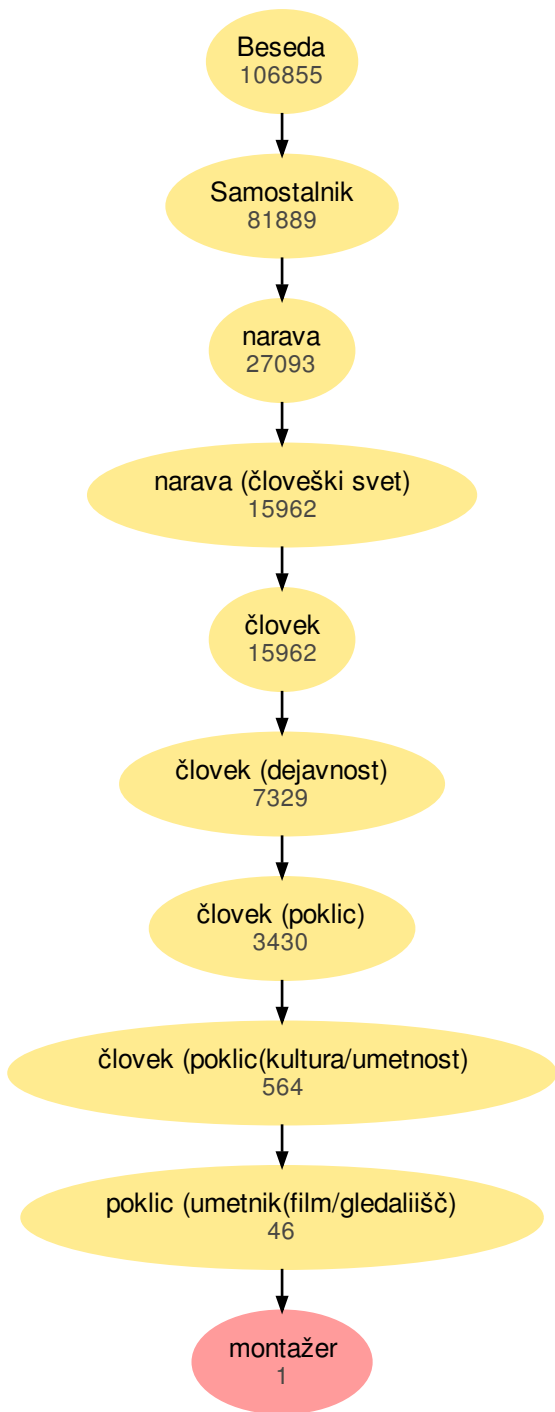 Beseda
106855
Samostalnik
81889
narava
27093
narava (človeški svet)
15962
človek
15962
človek (dejavnost)
7329
človek (poklic)
3430
človek (poklic(kultura/umetnost)
564
poklic (umetnik(film/gledaliišč)
46
montažer
1